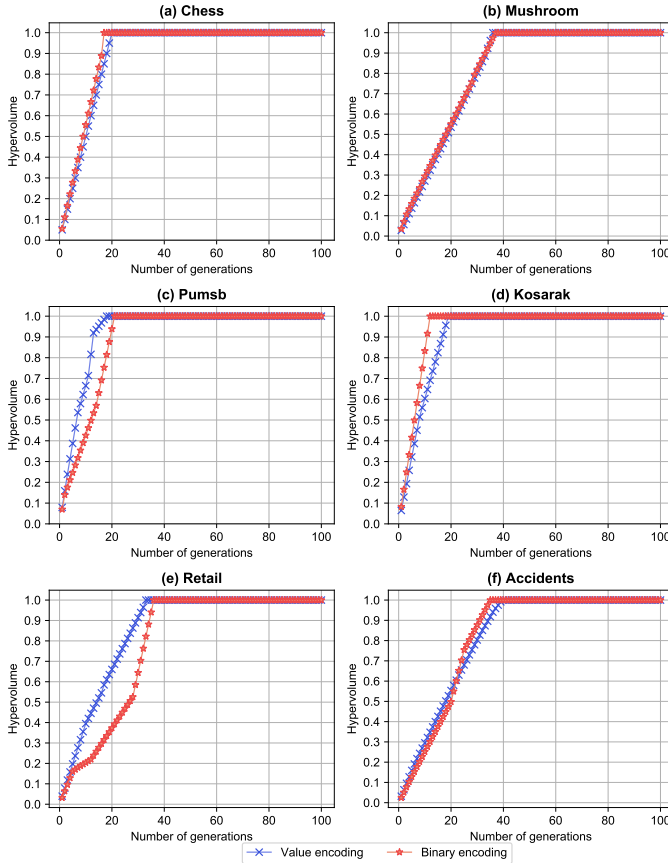 (a) Chess
1.0
0.9
0.8
0.7
0.6
0.5
0.4
0.3
0.2
0.1
0.0
Hypervolume
0 20 40 60 80 100
Number of generations
(b) Mushroom
1.0
0.9
0.8
0.7
0.6
0.5
0.4
0.3
0.2
0.1
0.0
Hypervolume
0 20 40 60 80 100
Number of generations
(c) Pumsb
1.0
0.9
0.8
0.7
0.6
0.5
0.4
0.3
0.2
0.1
0.0
Hypervolume
0 20 40 60 80 100
Number of generations
(d) Kosarak
1.0
0.9
0.8
0.7
0.6
0.5
0.4
0.3
0.2
0.1
0.0
Hypervolume
0 20 40 60 80 100
Number of generations
(e) Retail
1.0
0.9
0.8
0.7
0.6
0.5
0.4
0.3
0.2
0.1
0.0
Hypervolume
0 20 40 60 80 100
Number of generations
(f) Accidents
1.0
0.9
0.8
0.7
0.6
0.5
0.4
0.3
0.2
0.1
0.0
Hypervolume
0 20 40 60 80 100
Number of generations
Value encoding Binary encoding